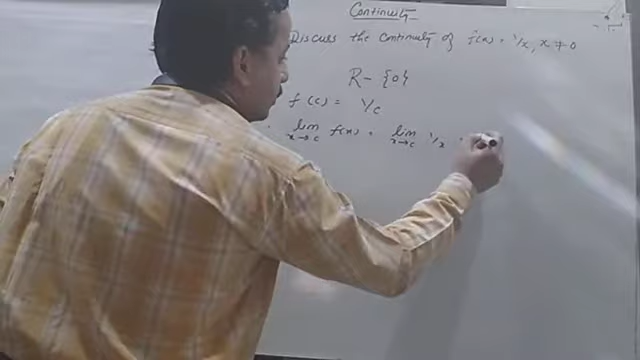 Continuity
Discuss the continuity of f(x) = 1/x, x ≠ 0
R - {0}
f(c) = 1/c
lim x→c f(x) = lim x→c 1/x